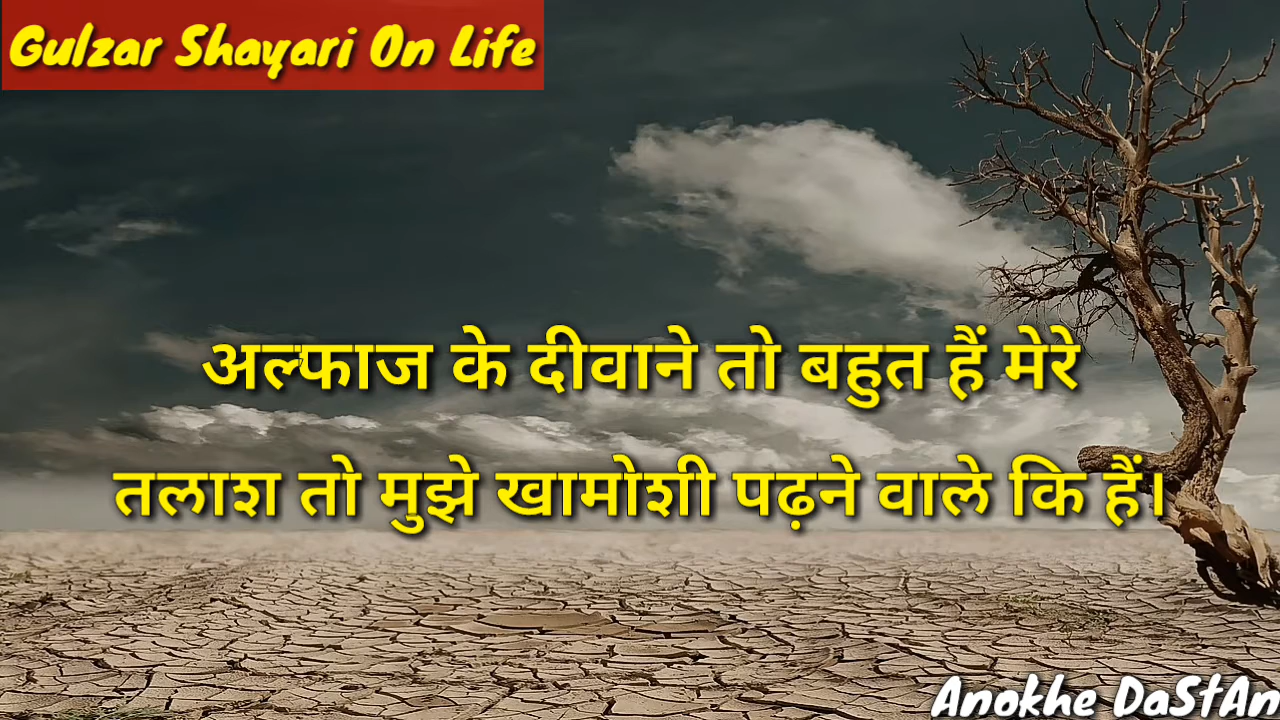 Gulzar Shayari On Life
अल्फाज के दीवाने तो बहुत हैं मेरे
तलाश तो मुझे खामोशी पढ़ने वाले कि हैं।
Anokhe DaStAn